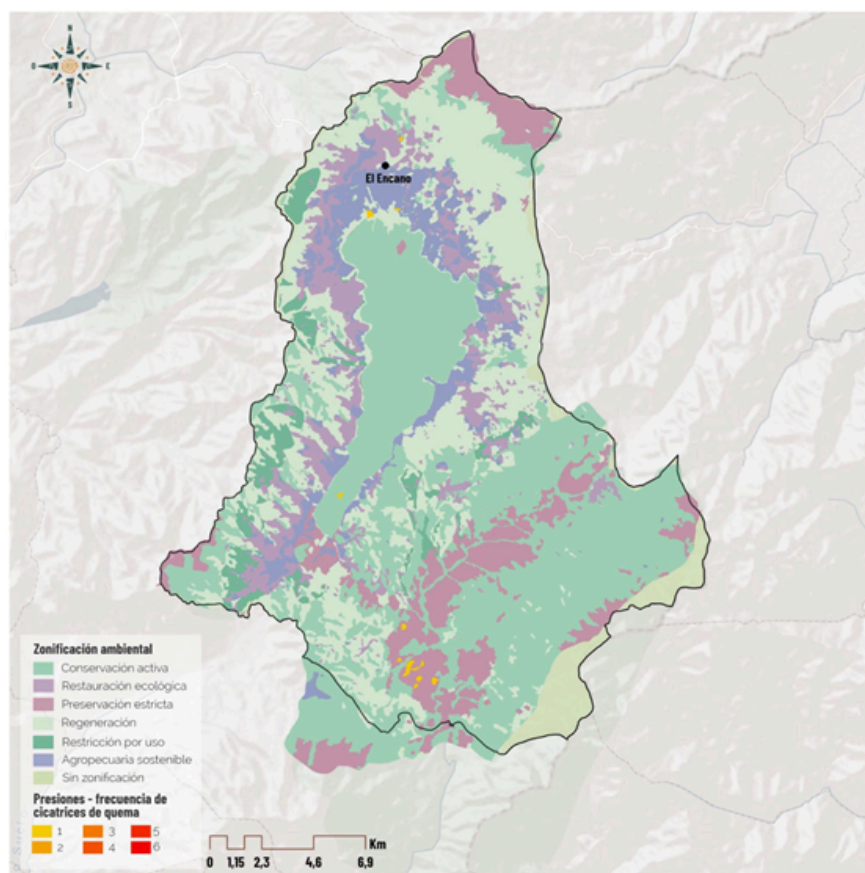 N
O
E
S
El Encano
Zonificación ambiental
Conservación activa
Restauración ecológica
Preservación estricta
Regeneración
Restricción por uso
Agropecuaria sostenible
Sin zonificación
Presiones - frecuencia de
cicatrices de quema
1 3 5
2 4 6
Km
0 1,15 2,3 4,6 6,9